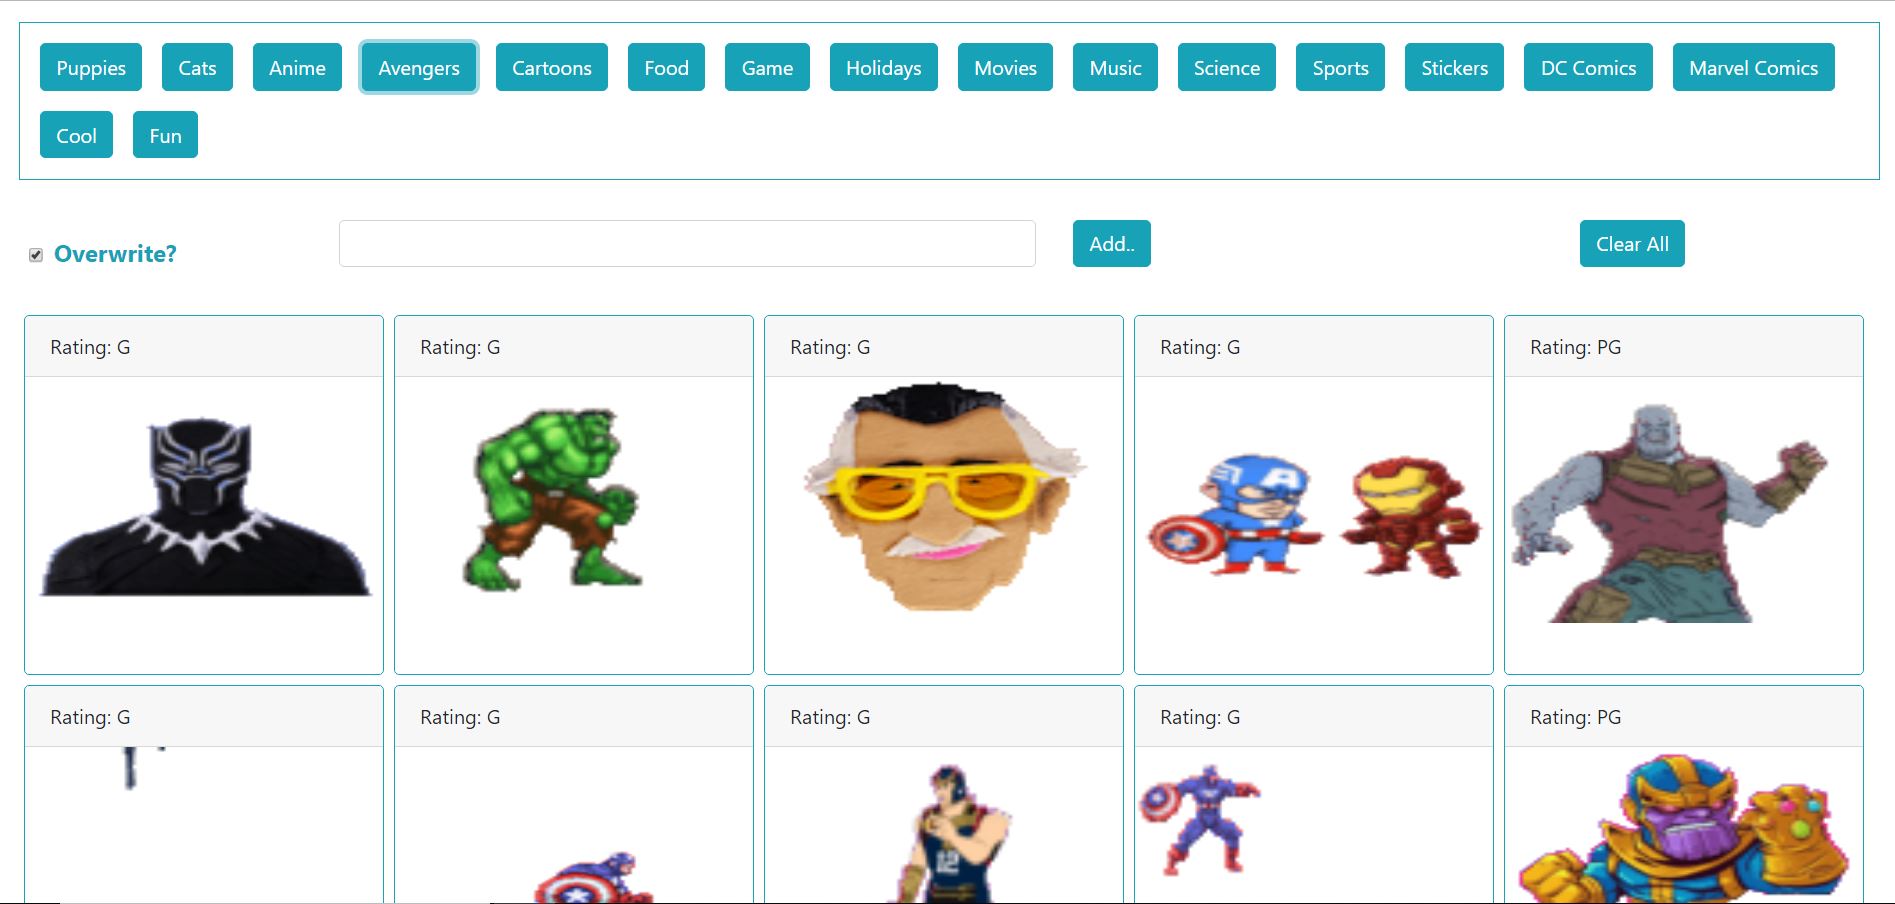 Puppies Cats Anime Avengers Cartoons Food Game Holidays Movies Music Science Sports Stickers DC Comics Marvel Comics
Cool Fun
Overwrite? Add.. Clear All
Rating: G Rating: G Rating: G Rating: G Rating: PG
A
Rating: G Rating: G Rating: G Rating: G Rating: PG
12